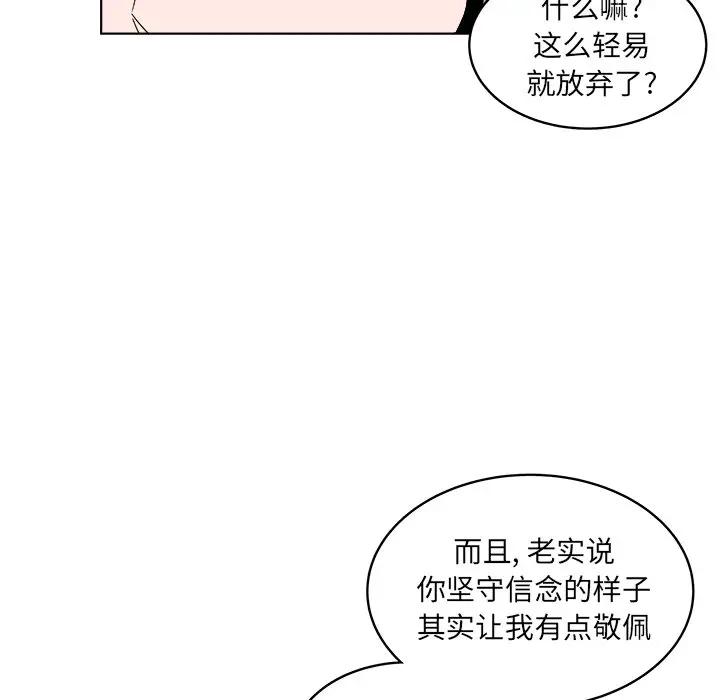 什么嘛?
这么轻易
就放弃了?
而且, 老实说
你坚守信念的样子
其实让我有点敬佩